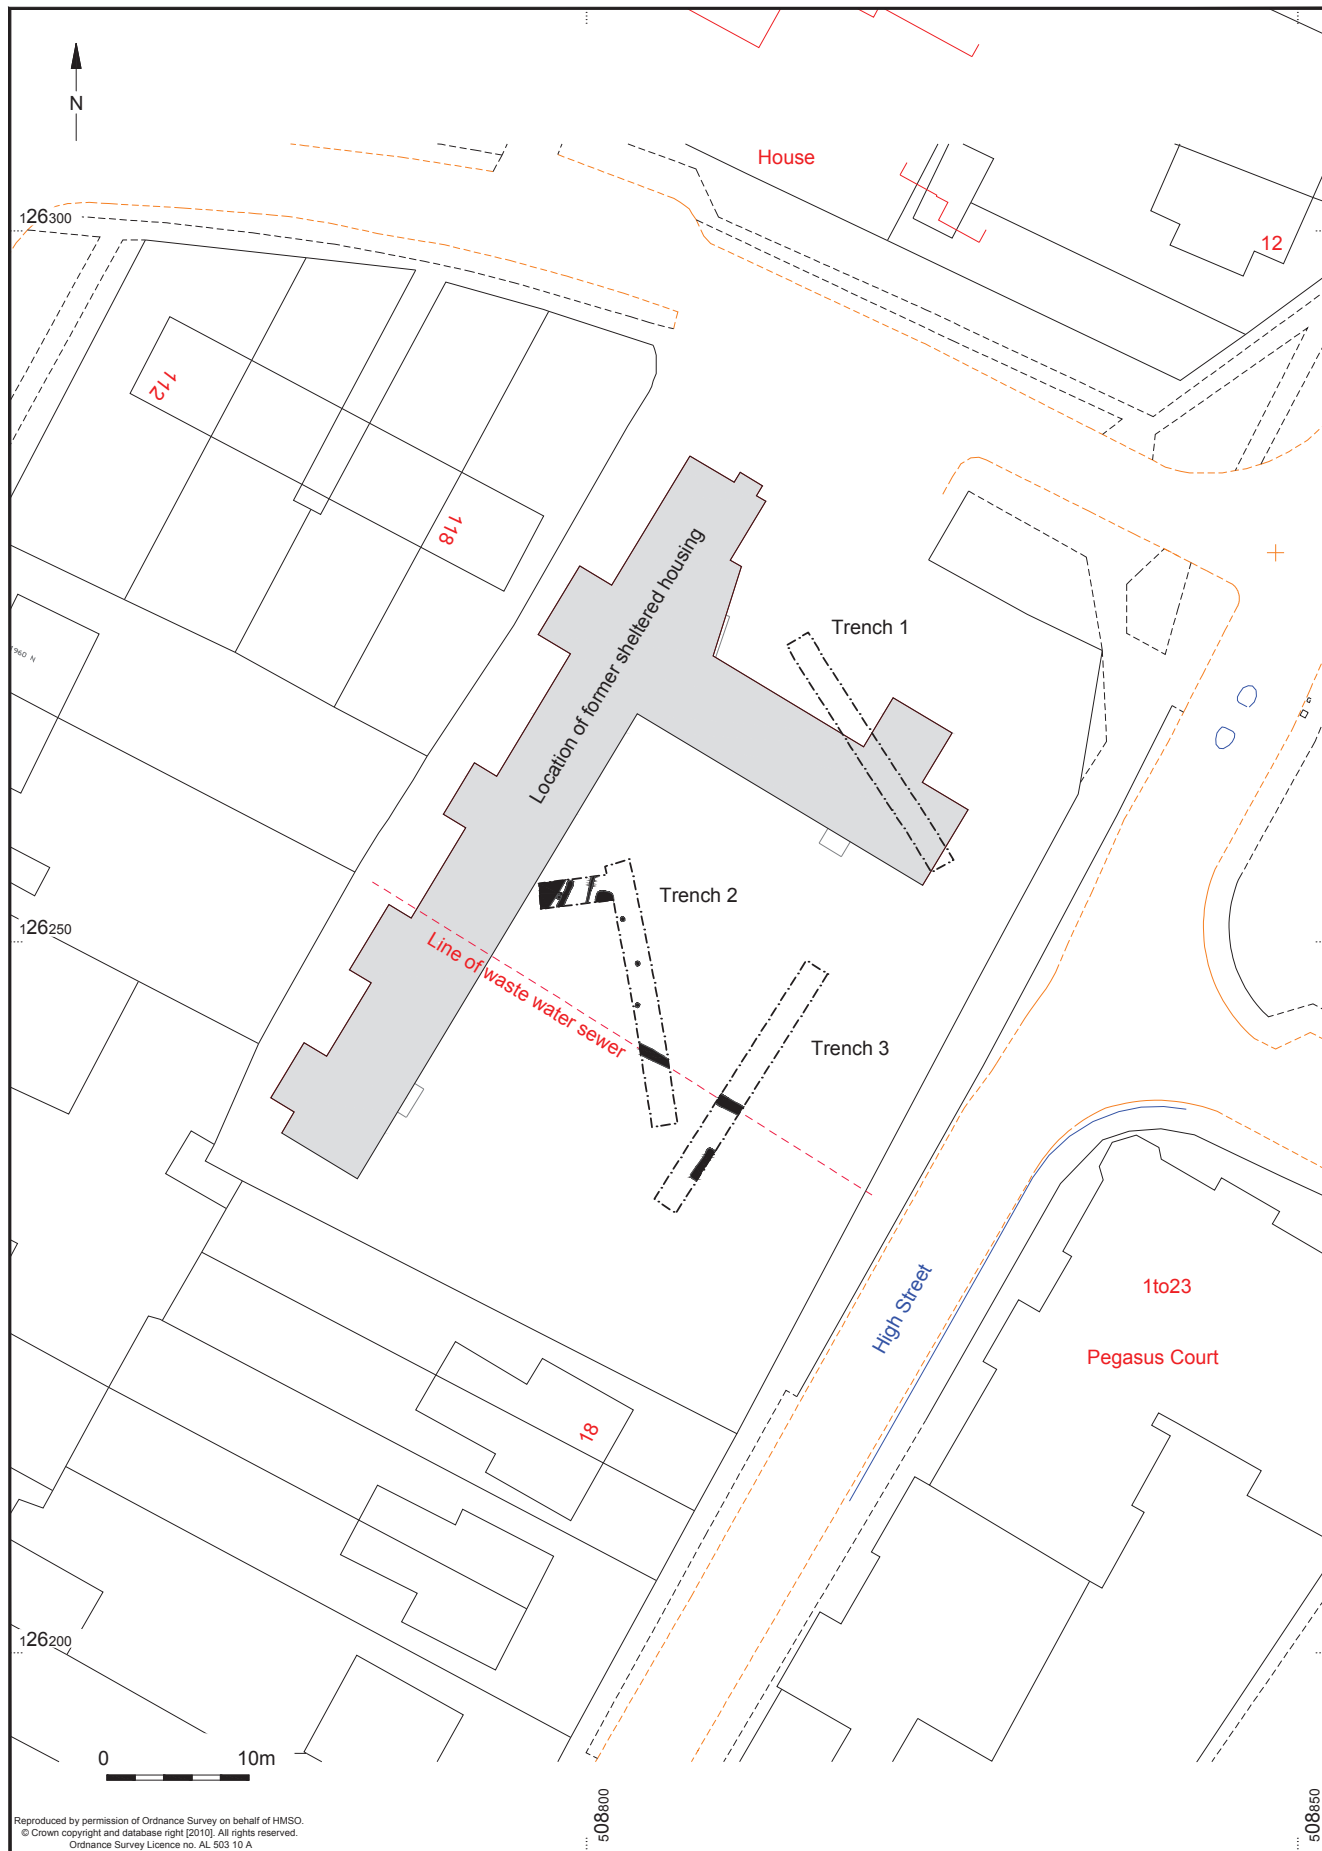 N
House
126300
12
112
118
Location of former sheltered housing
Trench 1
1960 N
Trench 2
126250
Line of waste water sewer
Trench 3
High Street
1to23
Pegasus Court
18
126200
0 10m
508800
508850
Reproduced by permission of Ordnance Survey on behalf of HMSO.
© Crown copyright and database right [2010]. All rights reserved.
Ordnance Survey Licence no. AL 503 10 A